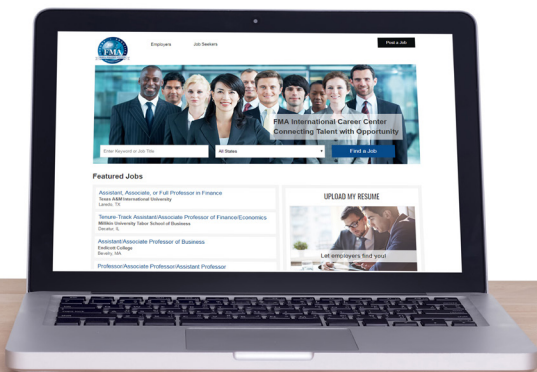 FMA
Employers
Job Seekers
Post a Job
FMA International Career Center
Connecting Talent with Opportunity
Enter Keyword or Job Title
All States
Find a Job
Featured Jobs
Assistant, Associate, or Full Professor in Finance
Texas A&M International University
Laredo, TX
Tenure-Track Assistant/Associate Professor of Finance/Economics
Millikin University Tabor School of Business
Decatur, IL
Assistant/Associate Professor of Business
Endicott College
Beverly, MA
Professor/Associate Professor/Assistant Professor
UPLOAD MY RESUME
Let employers find you!